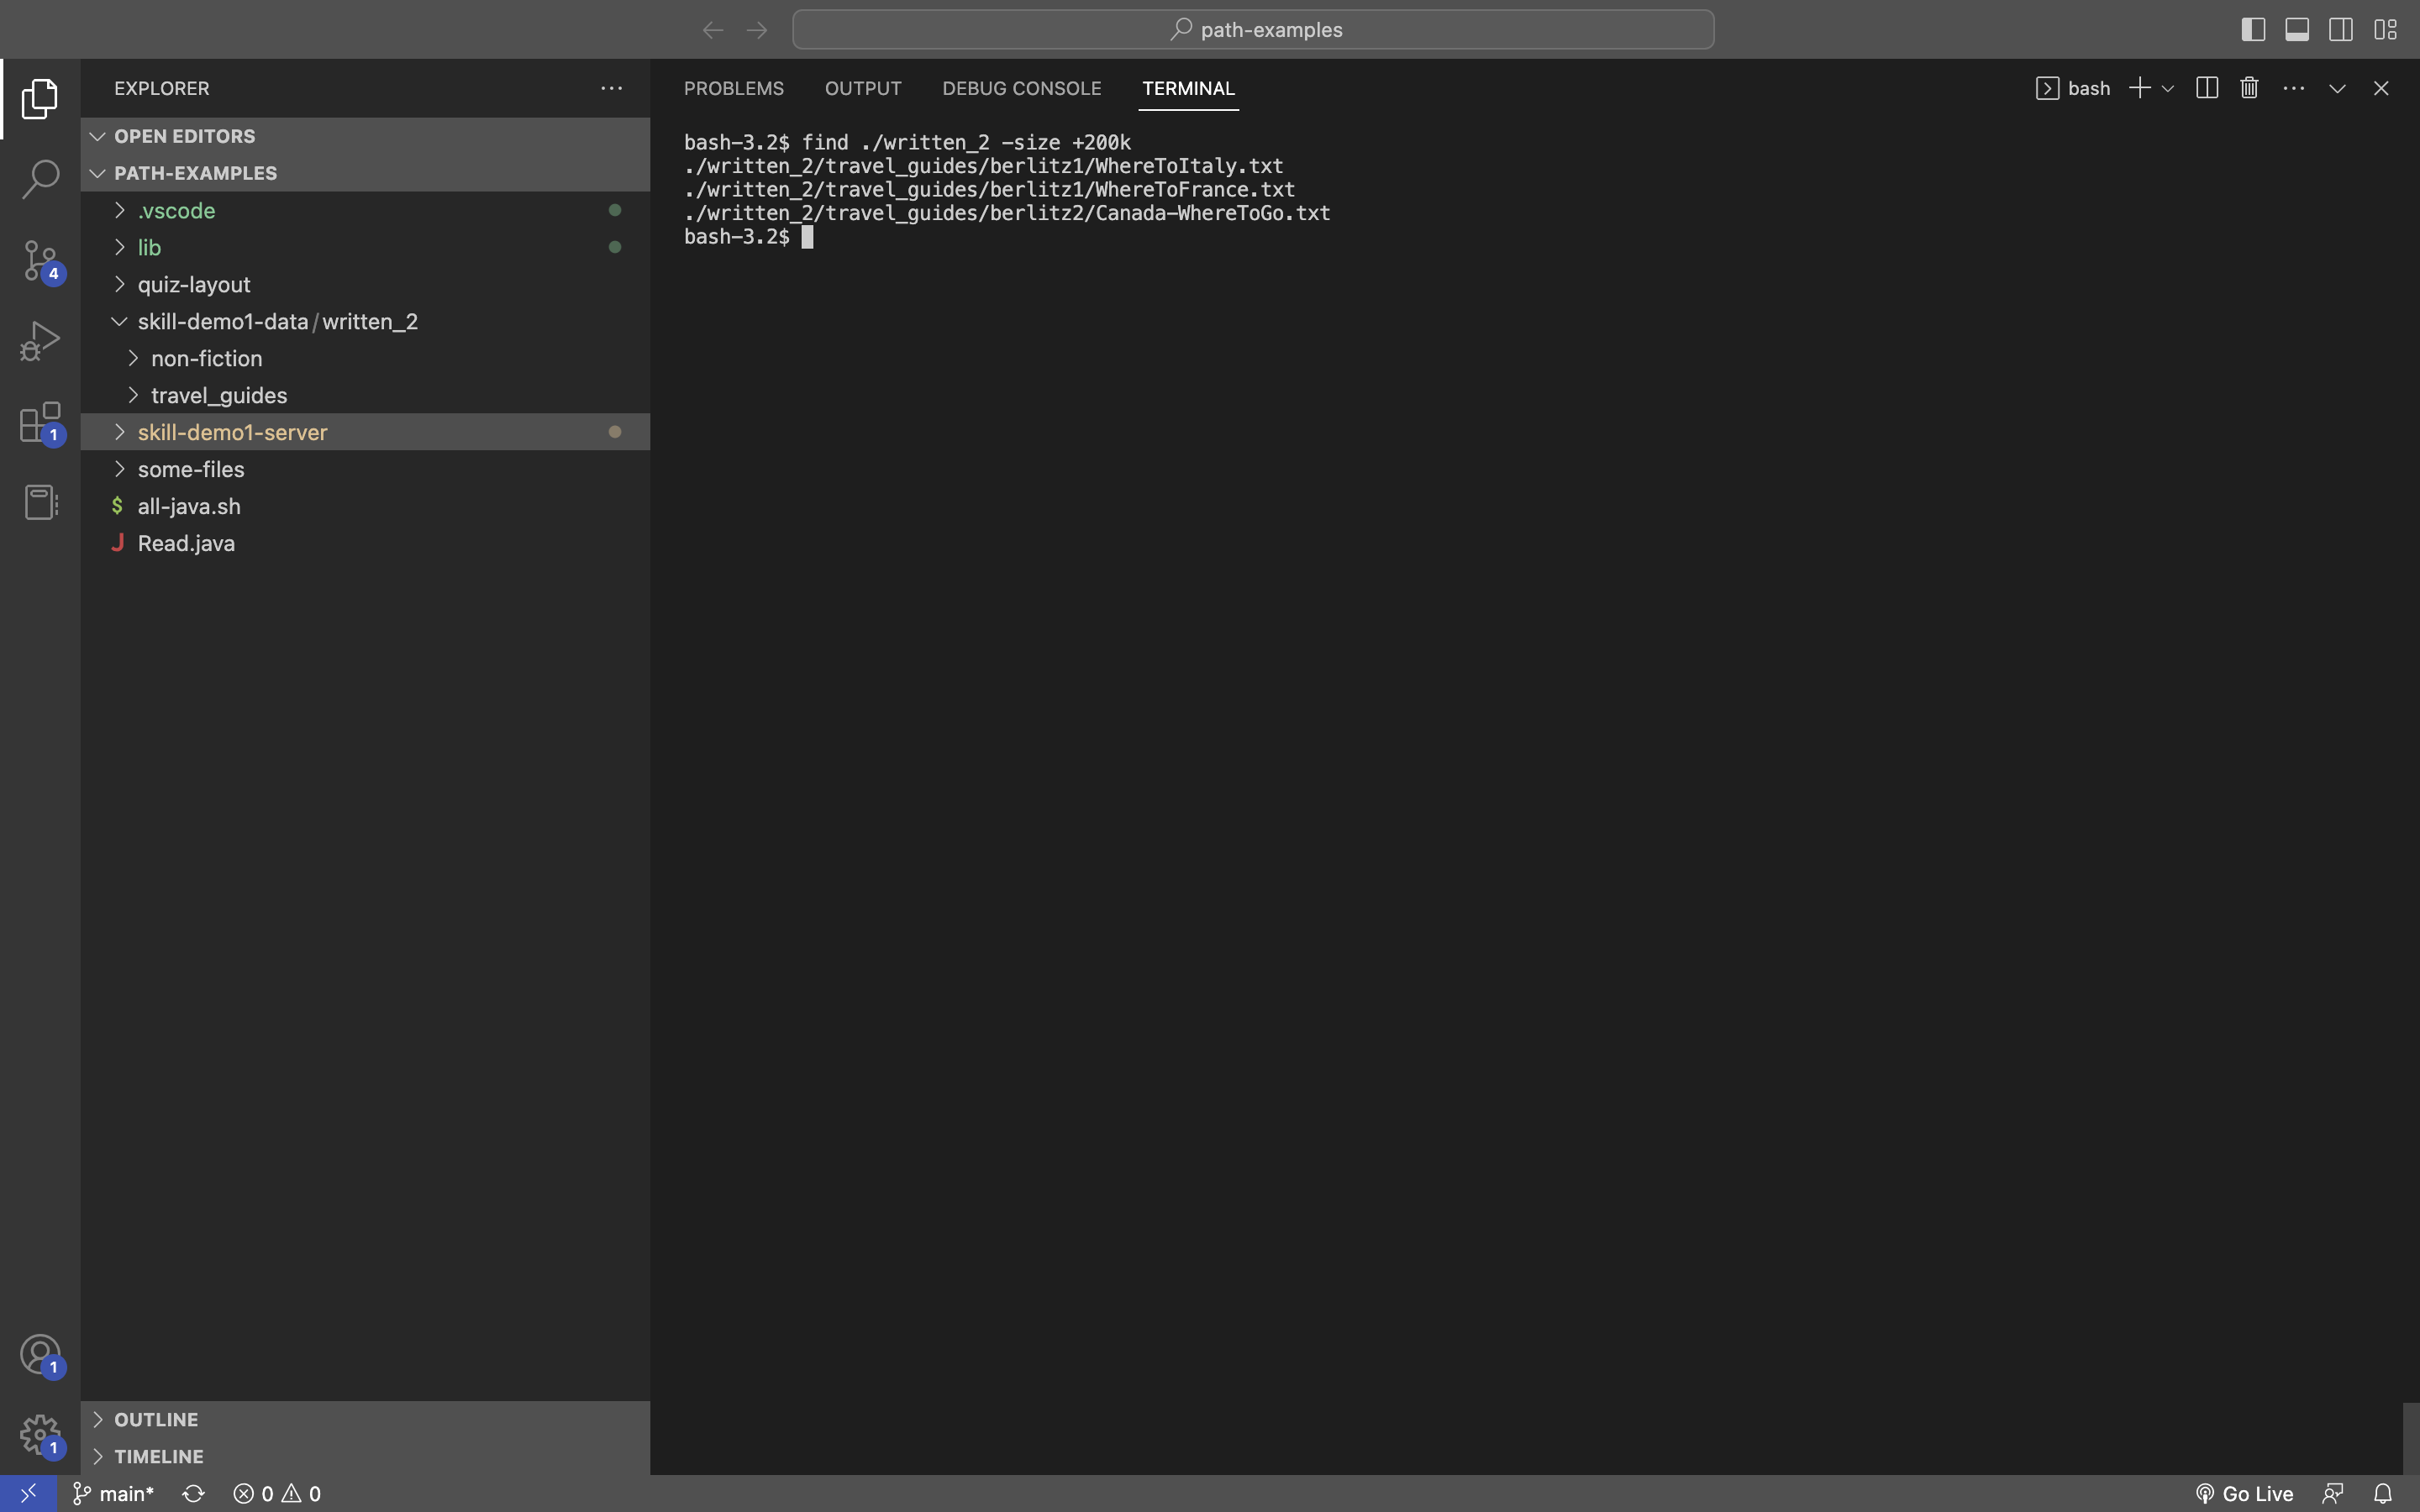 path-examples
EXPLORER
OPEN EDITORS
PATH-EXAMPLES
.vscode
lib
quiz-layout
skill-demo1-data/written_2
non-fiction
travel_guides
skill-demo1-server
some-files
$ all-java.sh
J Read.java
4
1
1
1
OUTLINE
TIMELINE
PROBLEMS OUTPUT DEBUG CONSOLE TERMINAL
bash
bash-3.2$ find ./written_2 -size +200k
./written_2/travel_guides/berlitz1/WhereToItaly.txt
./written_2/travel_guides/berlitz1/WhereToFrance.txt
./written_2/travel_guides/berlitz2/Canada-WhereToGo.txt
bash-3.2$
main* 0 0
Go Live